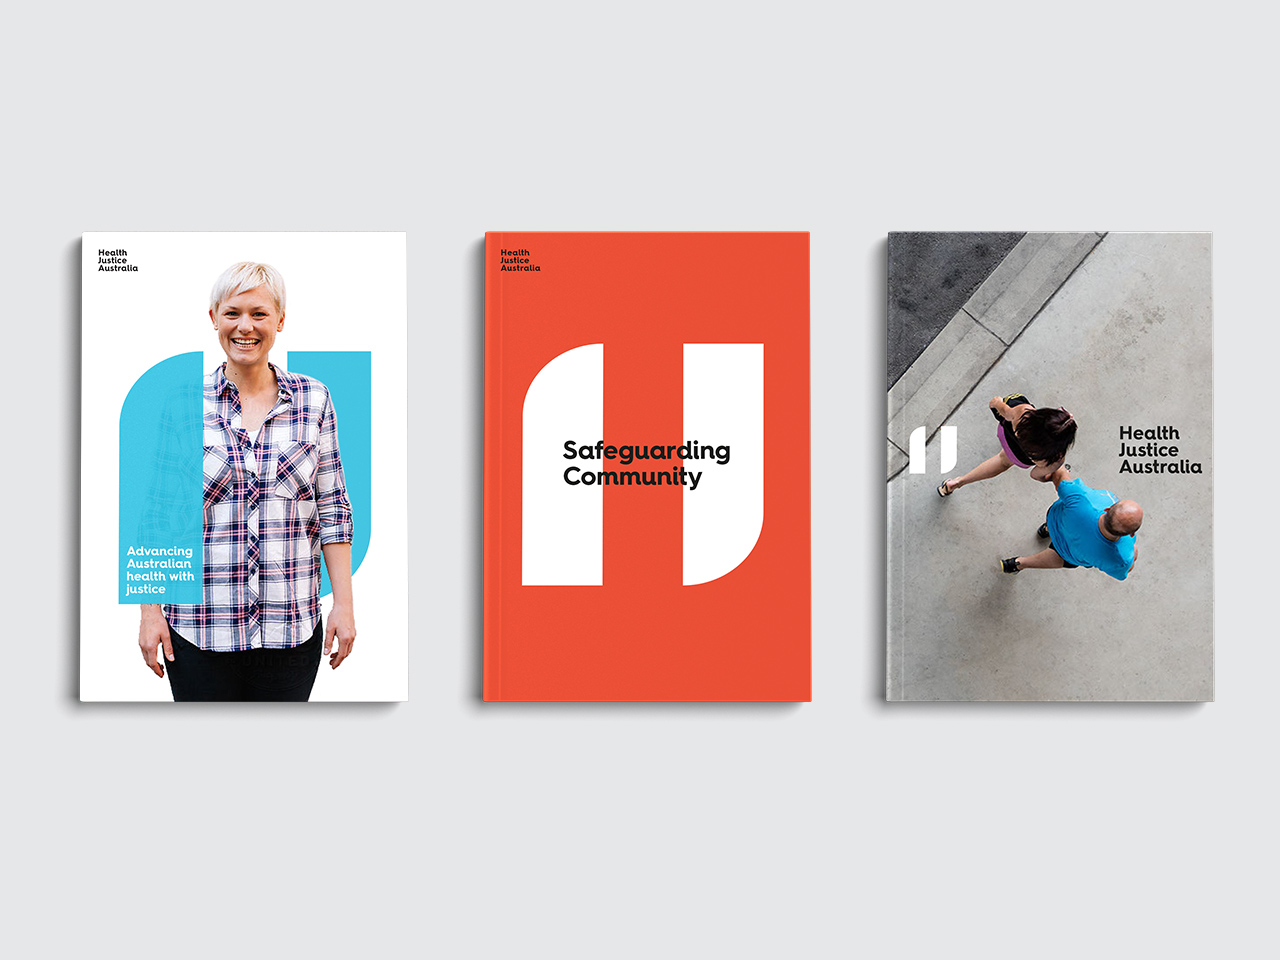 Health
Justice
Australia
Advancing
Australian
health with
justice
Health
Justice
Australia
Safeguarding
Community
Health
Justice
Australia